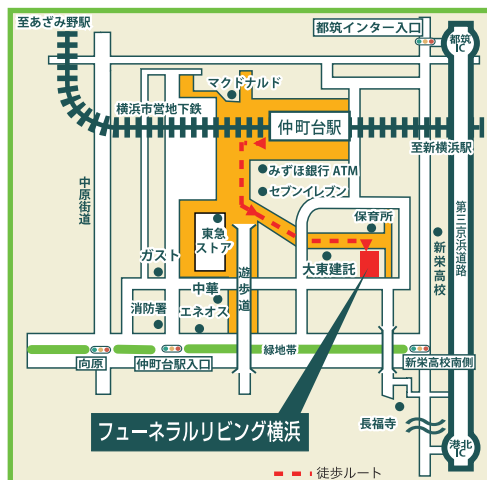 至あざみ野駅
都筑インター入口
都筑
IC
マクドナルド
横浜市営地下鉄
仲町台駅
至新横浜駅
みずほ銀行 ATM
セブンイレブン
中原街道
第三京浜道路
保育所
東急
ストア
新栄高校
ガスト
大東建託
遊歩道
中華
消防署
エネオス
緑地帯
向原
仲町台駅入口
新栄高校南側
フューネラルリビング横浜
長福寺
港北
IC
徒歩ルート